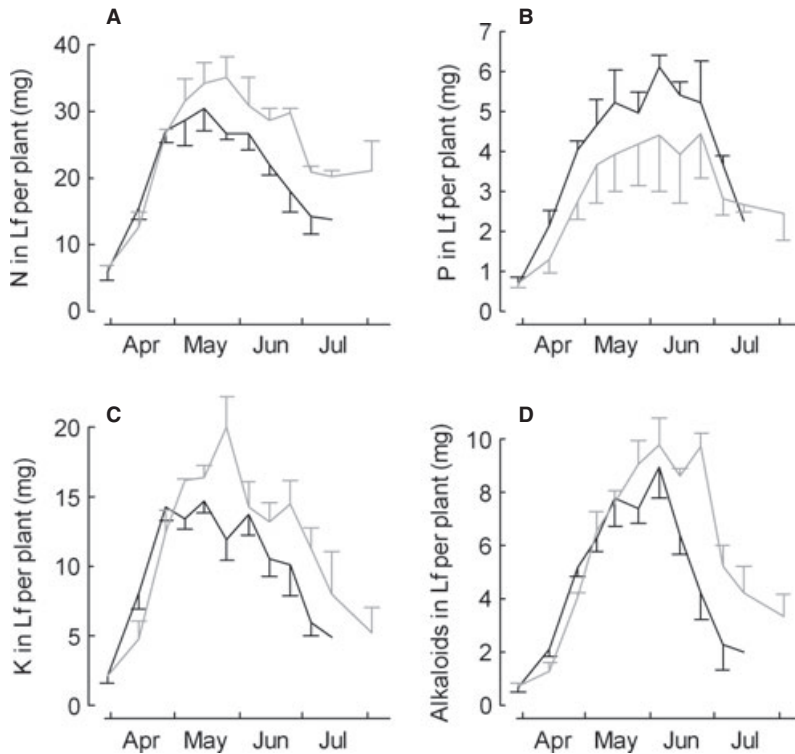 A
N in Lf per plant (mg)
40
30
20
10
0
Apr May Jun Jul
B
P in Lf per plant (mg)
7
6
5
4
3
2
1
0
Apr May Jun Jul
C
K in Lf per plant (mg)
20
15
10
5
0
Apr May Jun Jul
D
Alkaloids in Lf per plant (mg)
10
8
6
4
2
0
Apr May Jun Jul